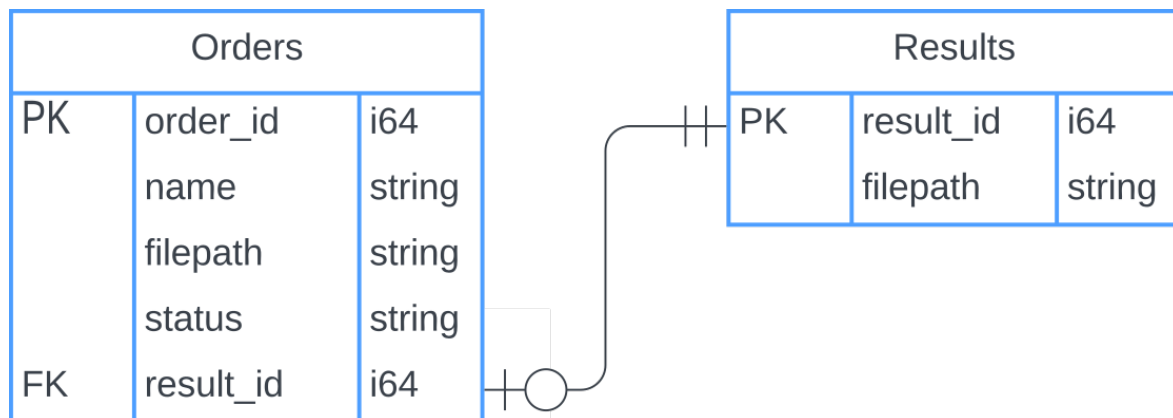 Orders
PK order_id i64
name string
filepath string
status string
FK result_id i64
Results
PK result_id i64
filepath string